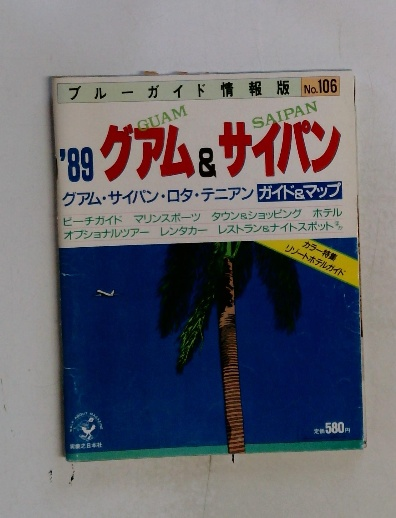 ブルーガイド情報版 No.106
GUAM SAIPAN
'89 グアム&サイパン
グアム・サイパン・ロタ・テニアン ガイド&マップ
ビーチガイド マリンスポーツ タウン&ショッピング ホテル
オプショナルツアー レンタカー レストラン&ナイトスポット
カラー特集
リゾートホテルガイド
定価580円
実業之日本社